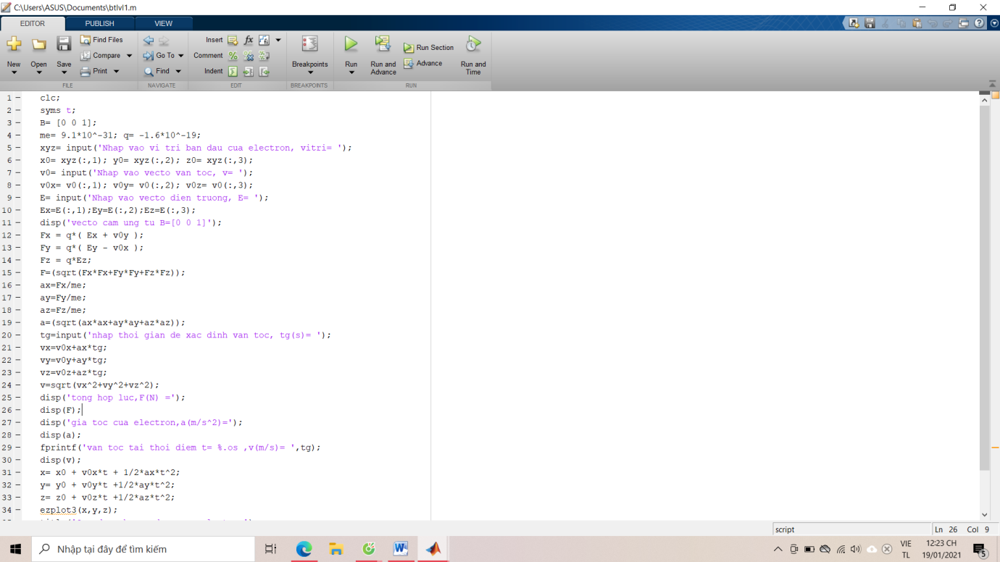 C:\Users\ASUS\Documents\btlvl1.m
EDITOR PUBLISH VIEW
Find Files Insert fx
New Open Save Compare Go To Comment Breakpoints Run Run and Advance Run Section Advance Run and Time
Print Find Indent
FILE NAVIGATE EDIT BREAKPOINTS RUN
1 – clc;
2 – syms t;
3 – B= [0 0 1];
4 – me= 9.1*10^-31; q= -1.6*10^-19;
5 – xyz= input('Nhap vao vi tri ban dau cua electron, vitri= ');
6 – x0= xyz(:,1); y0= xyz(:,2); z0= xyz(:,3);
7 – v0= input('Nhap vao vecto van toc, v= ');
8 – v0x= v0(:,1); v0y= v0(:,2); v0z= v0(:,3);
9 – E= input('Nhap vao vecto dien truong, E= ');
10 – Ex=E(:,1);Ey=E(:,2);Ez=E(:,3);
11 – disp('vecto cam ung tu B=[0 0 1]');
12 – Fx = q*( Ex + v0y );
13 – Fy = q*( Ey - v0x );
14 – Fz = q*Ez;
15 – F=(sqrt(Fx*Fx+Fy*Fy+Fz*Fz));
16 – ax=Fx/me;
17 – ay=Fy/me;
18 – az=Fz/me;
19 – a=(sqrt(ax*ax+ay*ay+az*az));
20 – tg=input('nhap thoi gian de xac dinh van toc, tg(s)= ');
21 – vx=v0x+ax*tg;
22 – vy=v0y+ay*tg;
23 – vz=v0z+az*tg;
24 – v=sqrt(vx^2+vy^2+vz^2);
25 – disp('tong hop luc,F(N) =');
26 – disp(F);
27 – disp('gia toc cua electron,a(m/s^2)=');
28 – disp(a);
29 – fprintf('van toc tai thoi diem t= %.os ,v(m/s)= ',tg);
30 – disp(v);
31 – x= x0 + v0x*t + 1/2*ax*t^2;
32 – y= y0 + v0y*t +1/2*ay*t^2;
33 – z= z0 + v0z*t +1/2*az*t^2;
34 – ezplot3(x,y,z);
script Ln 26 Col 9
Nhập tại đây để tìm kiếm
VIE 12:23 CH
TL 19/01/2021 5